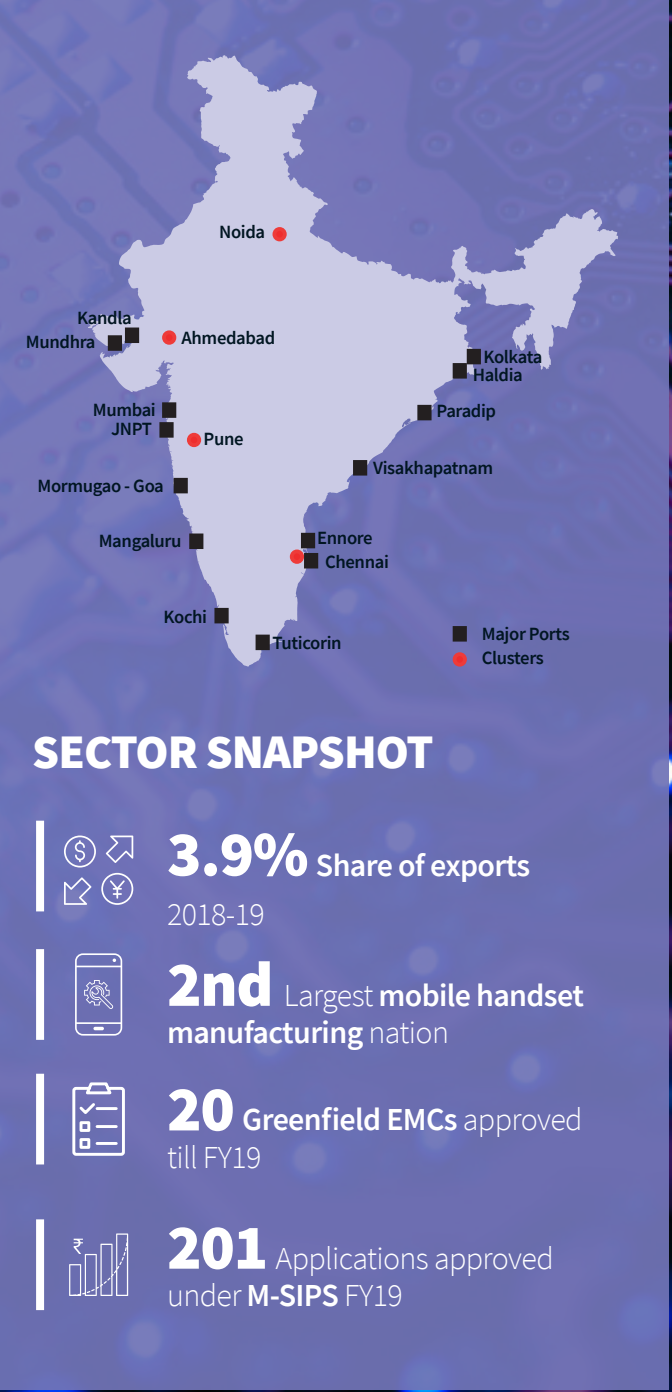 Noida
Kandla
Ahmedabad
Mundhra
Kolkata
Haldia
Mumbai
Paradip
JNPT
Pune
Visakhapatnam
Mormugao - Goa
Ennore
Mangaluru
Chennai
Kochi
Tuticorin
Major Ports
Clusters
SECTOR SNAPSHOT
$
¥
3.9% Share of exports
2018-19
2nd Largest mobile handset
manufacturing nation
20 Greenfield EMCs approved
till FY19
₹
201 Applications approved
under M-SIPS FY19